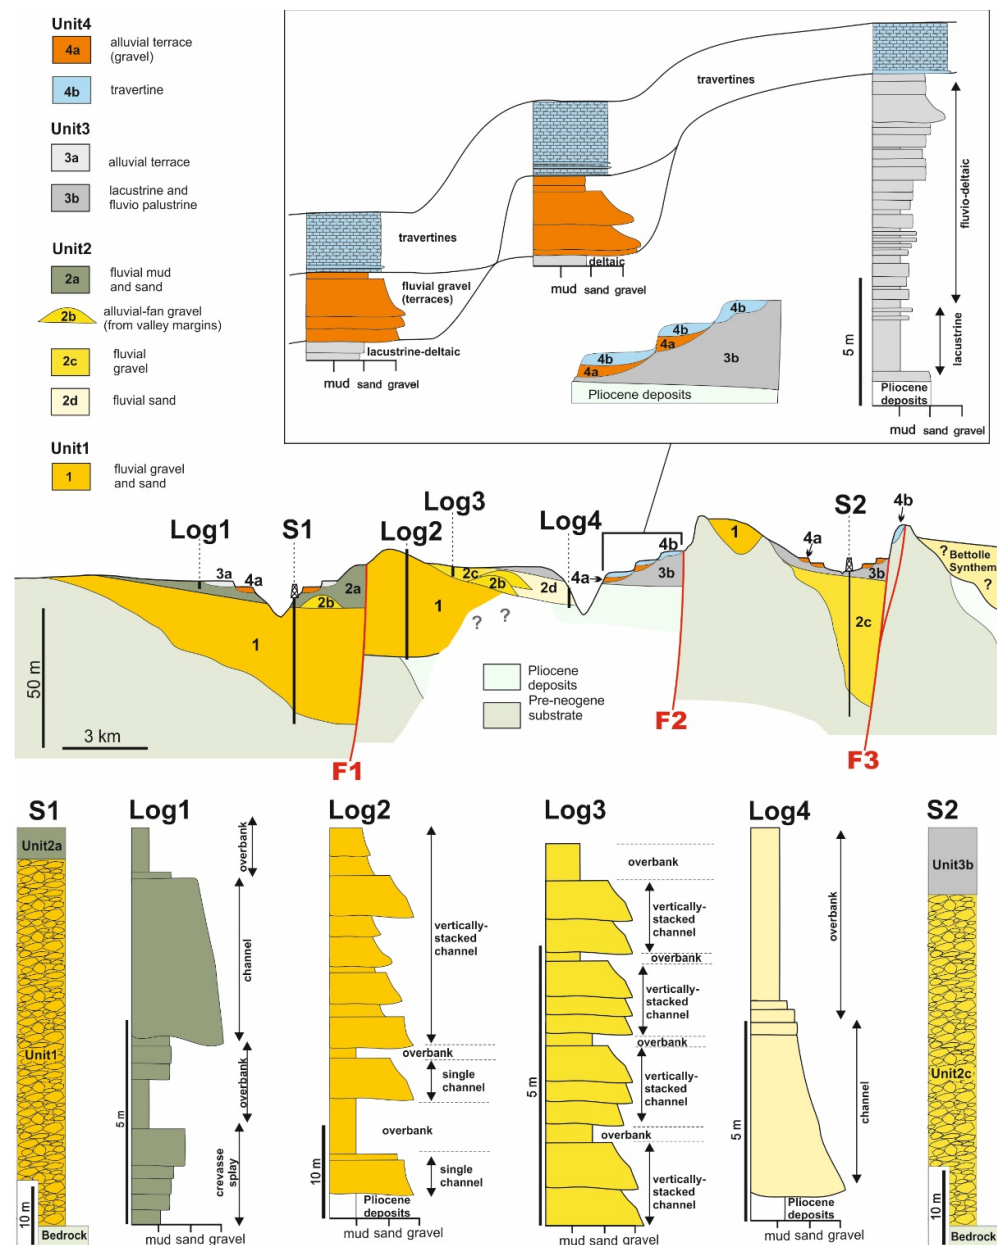 Unit4
4a
alluvial terrace
(gravel)
4b
travertine
Unit3
3a
alluvial terrace
3b
lacustrine and
fluvio palustrine
Unit2
2a
fluvial mud
and sand
2b
alluvial-fan gravel
(from valley margins)
2c
fluvial
gravel
2d
fluvial sand
Unit1
1
fluvial gravel
and sand
travertines
travertines
fluvial gravel
(terraces)
lacustrine-deltaic
mud sand gravel
deltaic
mud sand gravel
4b
4b
4a
4b
4a
3b
Pliocene deposits
fluvio-deltaic
lacustrine
5 m
Pliocene
deposits
mud sand gravel
Log1
S1
Log2
Log3
Log4
S2
3a
4a
2a
2b
1
1
2c
2b
2d
4a
4b
3b
1
4a
3b
2c
4b
? Bettolle
Synthem
?
? ?
50 m
3 km
Pliocene
deposits
Pre-neogene
substrate
F1
F2
F3
S1
Unit2a
Unit1
10 m
Bedrock
Log1
overbank
channel
overbank
crevasse
splay
5 m
mud sand gravel
Log2
vertically-
stacked
channel
overbank
single
channel
overbank
single
channel
10 m
Pliocene
deposits
mud sand gravel
Log3
overbank
vertically-
stacked
channel
overbank
vertically-
stacked
channel
overbank
vertically-
stacked
channel
overbank
vertically-
stacked
channel
5 m
mud sand gravel
Log4
overbank
channel
5 m
Pliocene
deposits
mud sand gravel
S2
Unit3b
Unit2c
10 m
Bedrock